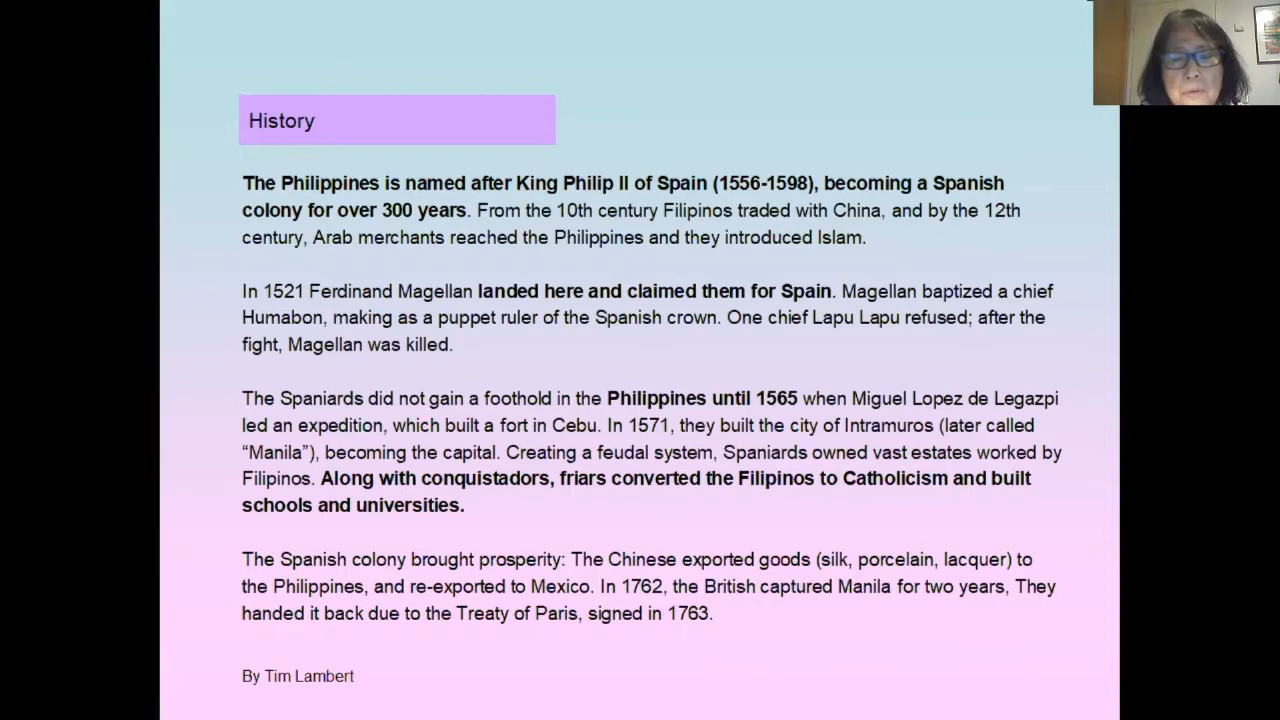 History
The Philippines is named after King Philip II of Spain (1556-1598), becoming a Spanish
colony for over 300 years. From the 10th century Filipinos traded with China, and by the 12th
century, Arab merchants reached the Philippines and they introduced Islam.
In 1521 Ferdinand Magellan landed here and claimed them for Spain. Magellan baptized a chief
Humabon, making as a puppet ruler of the Spanish crown. One chief Lapu Lapu refused; after the
fight, Magellan was killed.
The Spaniards did not gain a foothold in the Philippines until 1565 when Miguel Lopez de Legazpi
led an expedition, which built a fort in Cebu. In 1571, they built the city of Intramuros (later called
“Manila”), becoming the capital. Creating a feudal system, Spaniards owned vast estates worked by
Filipinos. Along with conquistadors, friars converted the Filipinos to Catholicism and built
schools and universities.
The Spanish colony brought prosperity: The Chinese exported goods (silk, porcelain, lacquer) to
the Philippines, and re-exported to Mexico. In 1762, the British captured Manila for two years, They
handed it back due to the Treaty of Paris, signed in 1763.
By Tim Lambert